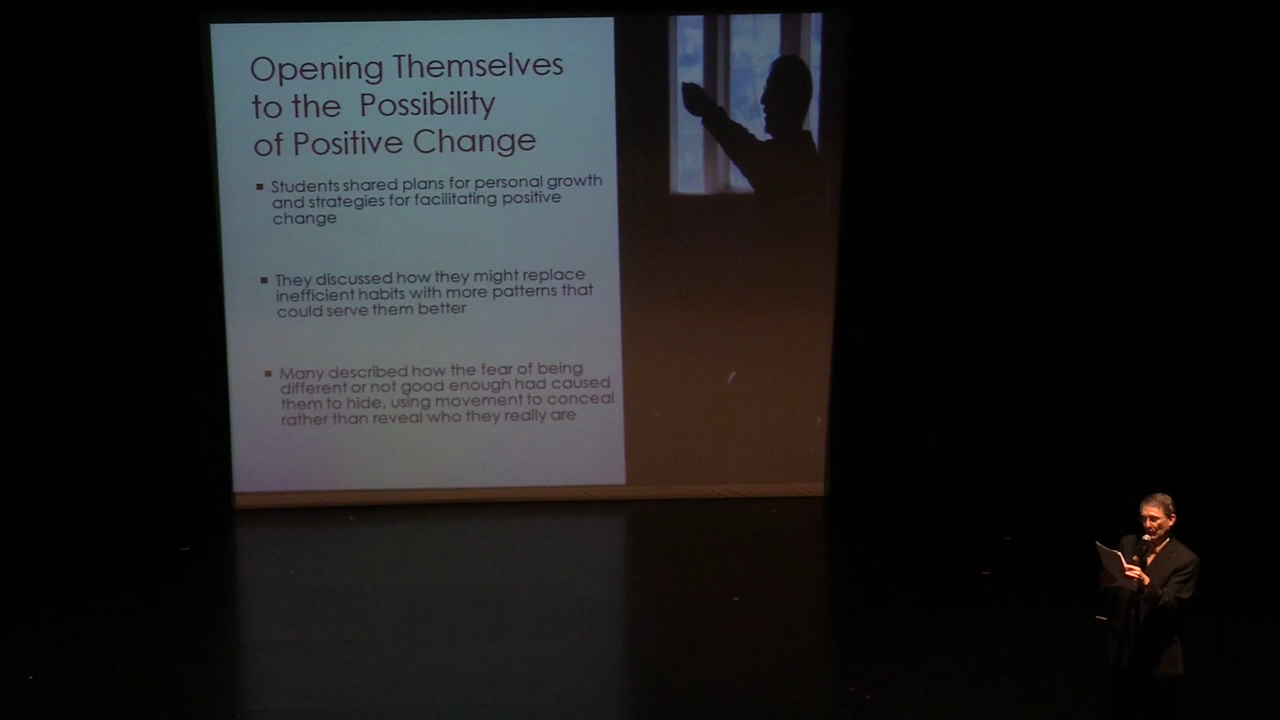 Opening Themselves
to the Possibility
of Positive Change
▪ Students shared plans for personal growth
and strategies for facilitating positive
change
▪ They discussed how they might replace
inefficient habits with more patterns that
could serve them better
▪ Many described how the fear of being
different or not good enough had caused
them to hide, using movement to conceal
rather than reveal who they really are